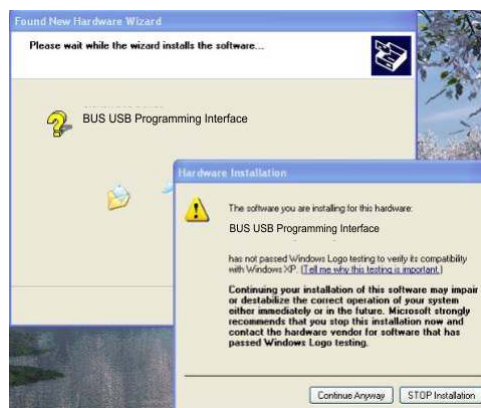 Found New Hardware Wizard
Please wait while the wizard installs the software...
BUS USB Programming Interface
Hardware Installation
The software you are installing for this hardware:
BUS USB Programming Interface
has not passed Windows Logo testing to verify its compatibility
with Windows XP. (Tell me why this testing is important.)
Continuing your installation of this software may impair
or destabilize the correct operation of your system
either immediately or in the future. Microsoft strongly
recommends that you stop this installation now and
contact the hardware vendor for software that has
passed Windows Logo testing.
Continue Anyway
STOP Installation